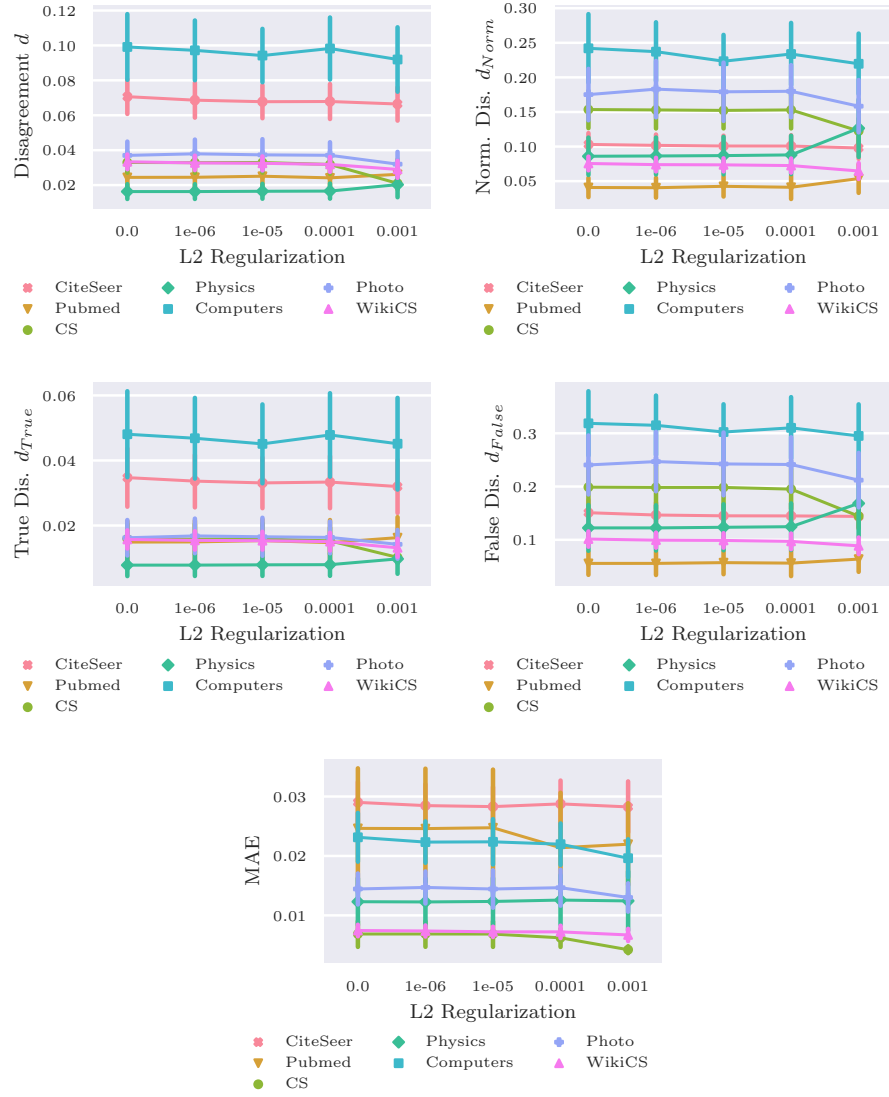 0.12
0.10
0.08
0.06
0.04
0.02
Disagreement d
0.0 1e-06 1e-05 0.0001 0.001
L2 Regularization
CiteSeer Physics Photo
Pubmed Computers WikiCS
CS
0.30
0.25
0.20
0.15
0.10
0.05
Norm. Dis. d_Norm
0.0 1e-06 1e-05 0.0001 0.001
L2 Regularization
CiteSeer Physics Photo
Pubmed Computers WikiCS
CS
0.06
0.04
0.02
True Dis. d_True
0.0 1e-06 1e-05 0.0001 0.001
L2 Regularization
CiteSeer Physics Photo
Pubmed Computers WikiCS
CS
0.3
0.2
0.1
False Dis. d_False
0.0 1e-06 1e-05 0.0001 0.001
L2 Regularization
CiteSeer Physics Photo
Pubmed Computers WikiCS
CS
0.03
0.02
0.01
MAE
0.0 1e-06 1e-05 0.0001 0.001
L2 Regularization
CiteSeer Physics Photo
Pubmed Computers WikiCS
CS